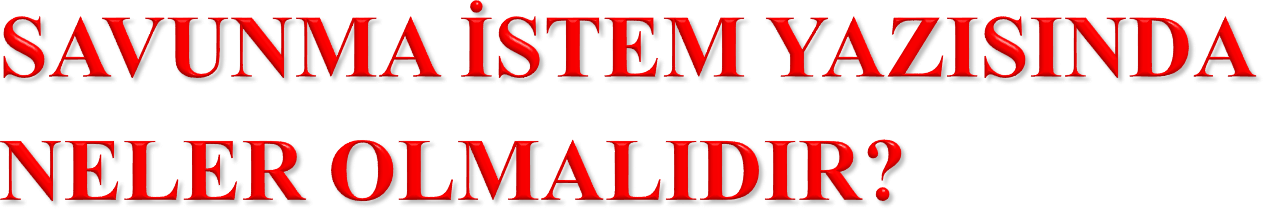 SAVUNMA İSTEM YAZISINDA
NELER OLMALIDIR?